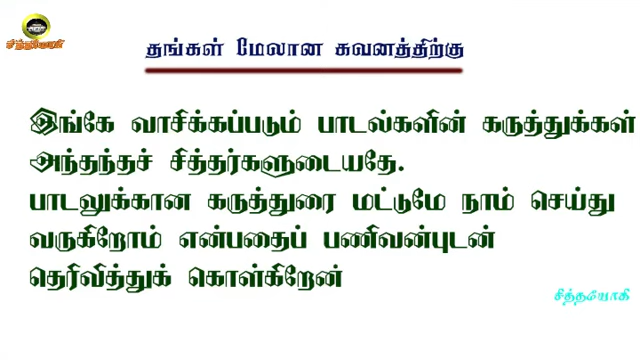 சித்தயோகி
தங்கள் மேலான கவனத்திற்கு
இங்கே வாசிக்கப்படும் பாடல்களின் கருத்துக்கள்
அந்தந்தச் சித்தர்களுடையதே.
பாடலுக்கான கருத்துரை மட்டுமே நாம் செய்து
வருகிறோம் என்பதைப் பணிவன்புடன்
தெரிவித்துக் கொள்கிறேன்
சித்தயோகி